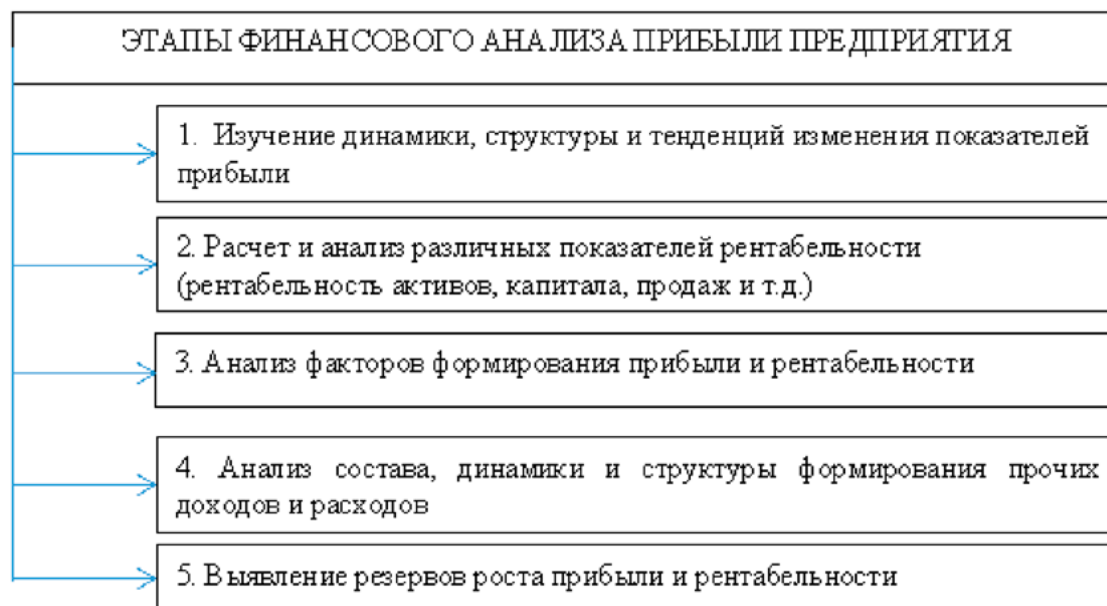 ЭТАПЫ ФИНАНСОВОГО АНАЛИЗА ПРИБЫЛИ ПРЕДПРИЯТИЯ
1. Изучение динамики, структуры и тенденций изменения показателей
прибыли
2. Расчет и анализ различных показателей рентабельности
(рентабельность активов, капитала, продаж и т.д.)
3. Анализ факторов формирования прибыли и рентабельности
4. Анализ состава, динамики и структуры формирования прочих
доходов и расходов
5. Выявление резервов роста прибыли и рентабельности